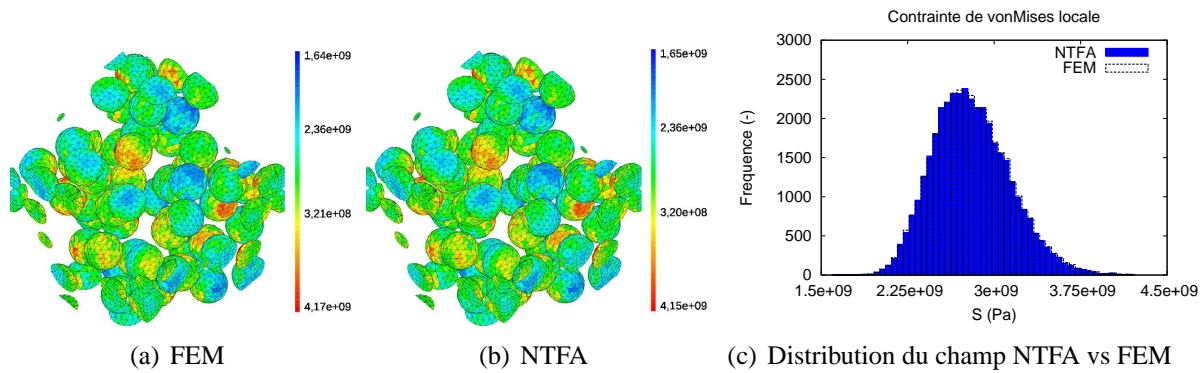 1,64e+09
2,36e+09
3,21e+08
4,17e+09
(a) FEM
1,65e+09
2,36e+09
3,20e+08
4,15e+09
(b) NTFA
Contrainte de vonMises locale
NTFA
FEM
Frequence (-)
3000
2500
2000
1500
1000
500
0
1.5e+09 2.25e+09 3e+09 3.75e+09 4.5e+09
S (Pa)
(c) Distribution du champ NTFA vs FEM